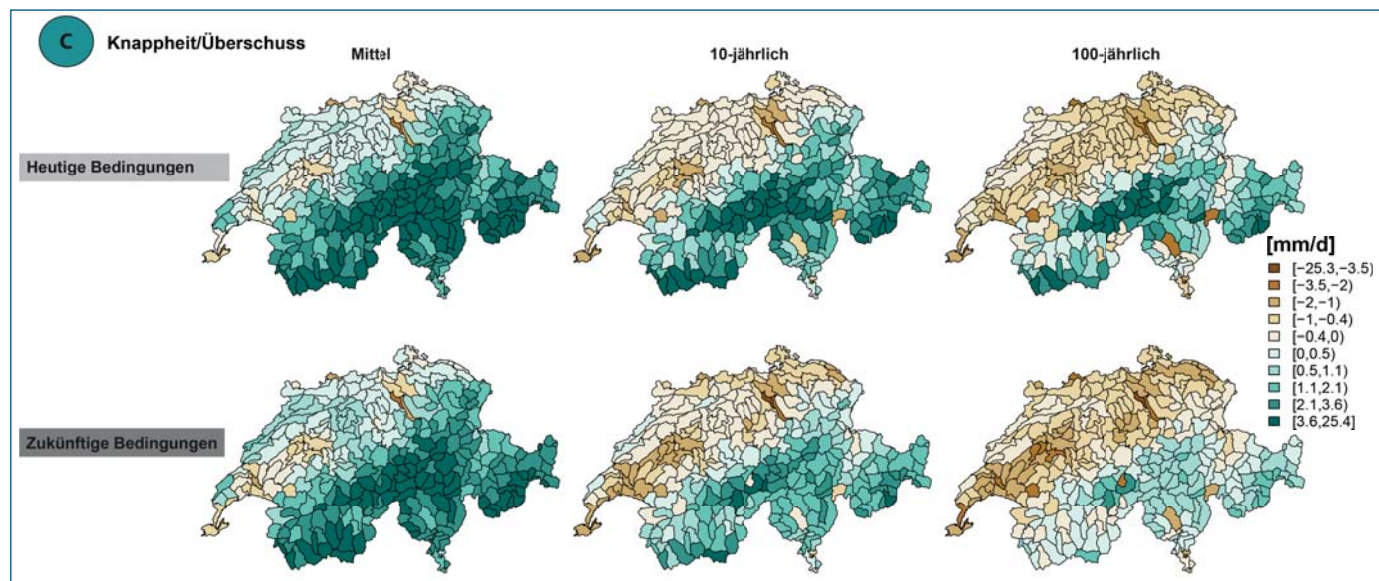 C Knappheit/Überschuss
Mittel 10-jährlich 100-jährlich
Heutige Bedingungen
[mm/d]
[−25.3,−3.5)
[−3.5,−2)
[−2,−1)
[−1,−0.4)
[−0.4,0)
[0,0.5)
[0.5,1.1)
[1.1,2.1)
[2.1,3.6)
[3.6,25.4]
Zukünftige Bedingungen